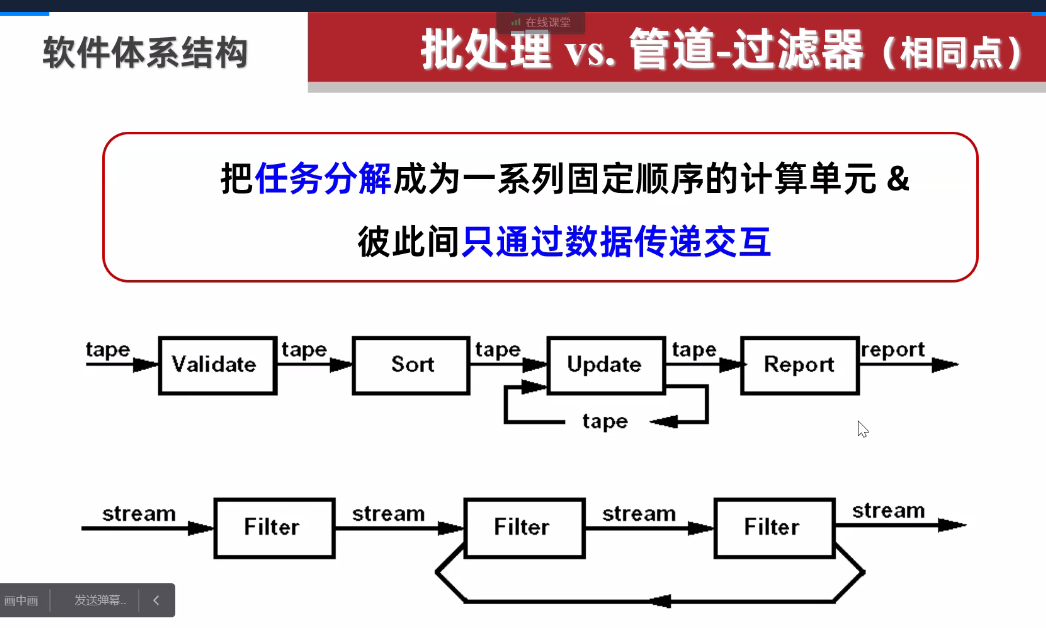 在线课堂
软件体系结构
批处理 vs. 管道-过滤器（相同点）
把任务分解成为一系列固定顺序的计算单元 &
彼此间只通过数据传递交互
tape
Validate
tape
Sort
tape
Update
tape
Report
report
tape
stream
Filter
stream
Filter
stream
Filter
stream
画中画
发送弹幕..